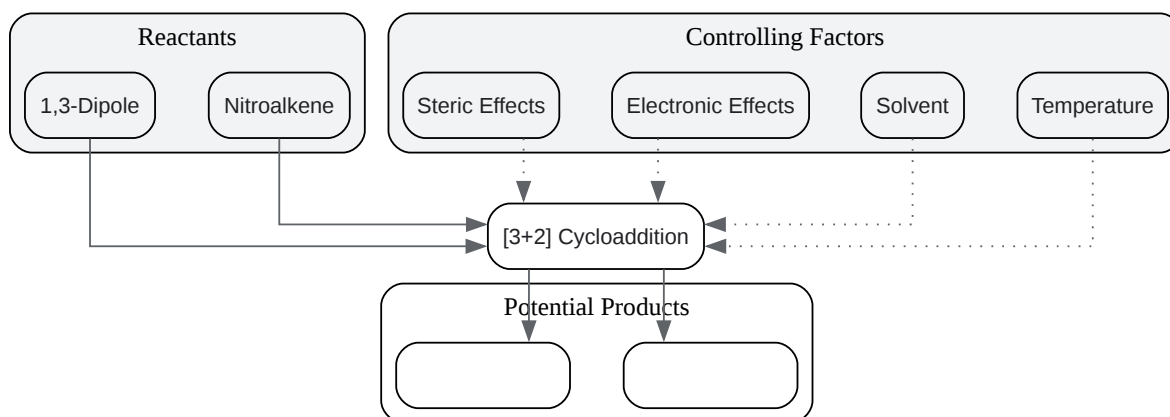 Reactants
Controlling Factors
1,3-Dipole
Nitroalkene
Steric Effects
Electronic Effects
Solvent
Temperature
[3+2] Cycloaddition
Potential Products